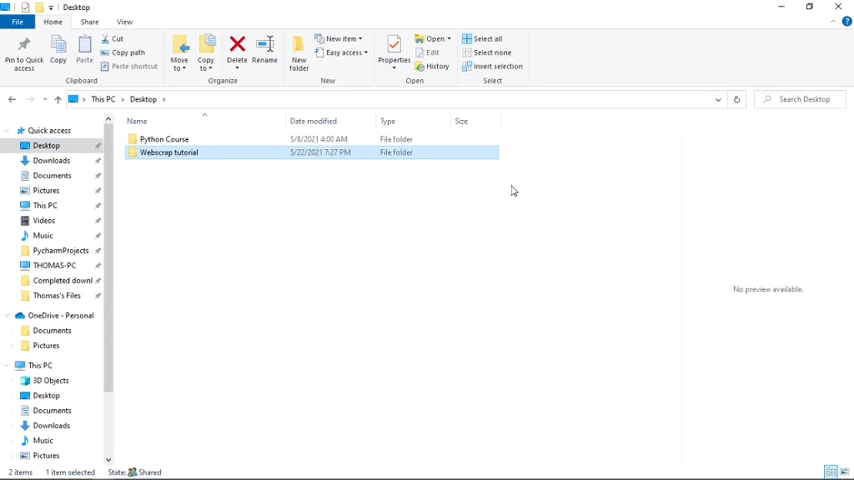 Desktop
File Home Share View
Pin to Quick access
Copy
Paste
Cut
Copy path
Paste shortcut
Clipboard
Move to
Copy to
Delete
Rename
Organize
New folder
New item
Easy access
New
Properties
Open
Edit
History
Open
Select all
Select none
Invert selection
Select
This PC Desktop
Search Desktop
Quick access
Desktop
Downloads
Documents
Pictures
This PC
Videos
Music
PycharmProjects
THOMAS-PC
Completed downl
Thomas's Files
OneDrive - Personal
Documents
Pictures
This PC
3D Objects
Desktop
Documents
Downloads
Music
Pictures
Name Date modified Type Size
Python Course 5/8/2021 4:00 AM File folder
Webscrap tutorial 5/22/2021 7:27 PM File folder
No preview available.
2 items 1 item selected State: Shared